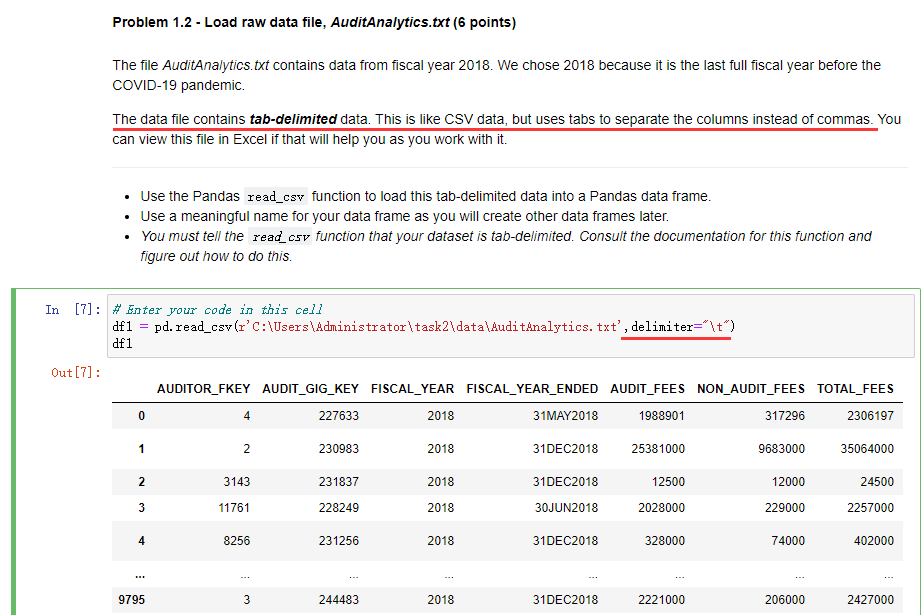 Problem 1.2 - Load raw data file, AuditAnalytics.txt (6 points)
The file AuditAnalytics.txt contains data from fiscal year 2018. We chose 2018 because it is the last full fiscal year before the
COVID-19 pandemic.
The data file contains tab-delimited data. This is like CSV data, but uses tabs to separate the columns instead of commas. You
can view this file in Excel if that will help you as you work with it.
• Use the Pandas read_csv function to load this tab-delimited data into a Pandas data frame.
• Use a meaningful name for your data frame as you will create other data frames later.
• You must tell the read_csv function that your dataset is tab-delimited. Consult the documentation for this function and
figure out how to do this.
In [7]: # Enter your code in this cell
df1 = pd.read_csv(r'C:\Users\Administrator\task2\data\AuditAnalytics.txt',delimiter="\t")
df1
Out[7]:
AUDITOR_FKEY AUDIT_GIG_KEY FISCAL_YEAR FISCAL_YEAR_ENDED AUDIT_FEES NON_AUDIT_FEES TOTAL_FEES
0 4 227633 2018 31MAY2018 1988901 317296 2306197
1 2 230983 2018 31DEC2018 25381000 9683000 35064000
2 3143 231837 2018 31DEC2018 12500 12000 24500
3 11761 228249 2018 30JUN2018 2028000 229000 2257000
4 8256 231256 2018 31DEC2018 328000 74000 402000
... ... ... ... ... ... ... ...
9795 3 244483 2018 31DEC2018 2221000 206000 2427000